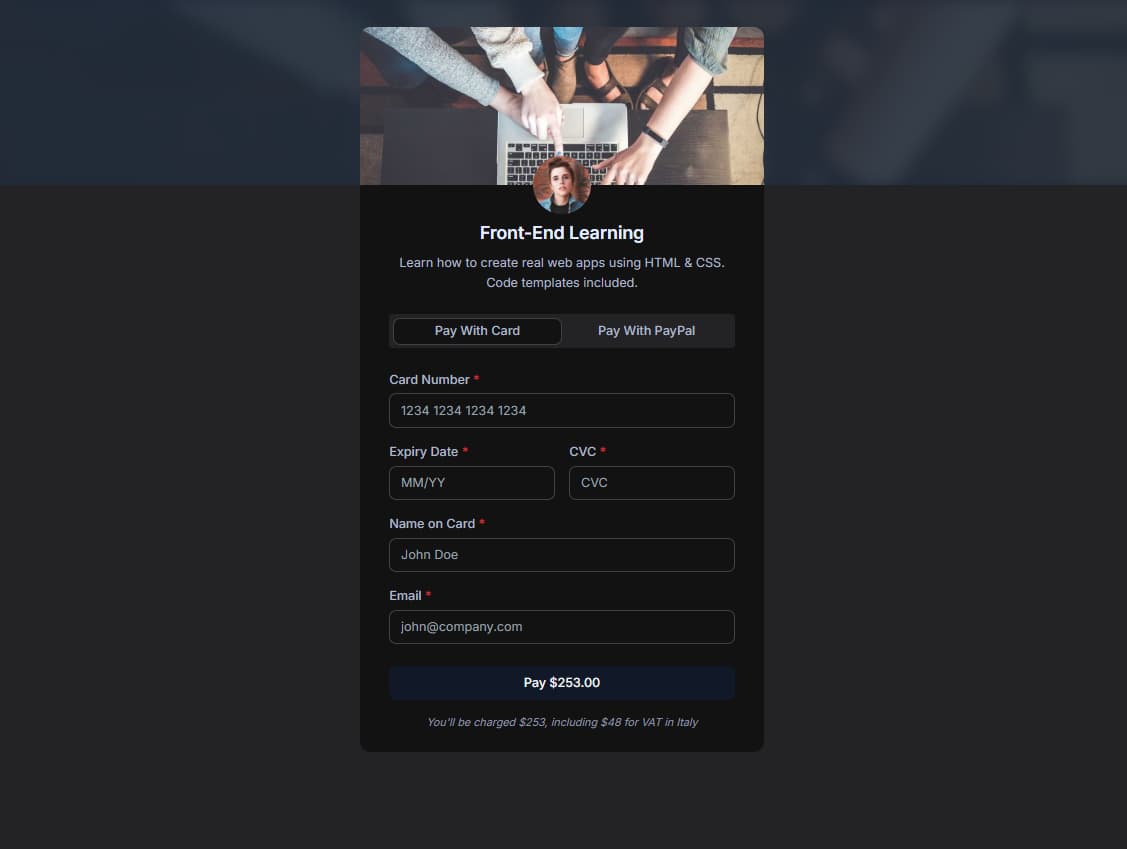 Front-End Learning
Learn how to create real web apps using HTML & CSS.
Code templates included.
Pay With Card
Pay With PayPal
Card Number *
1234 1234 1234 1234
Expiry Date *
CVC *
MM/YY
CVC
Name on Card *
John Doe
Email *
john@company.com
Pay $253.00
You'll be charged $253, including $48 for VAT in Italy